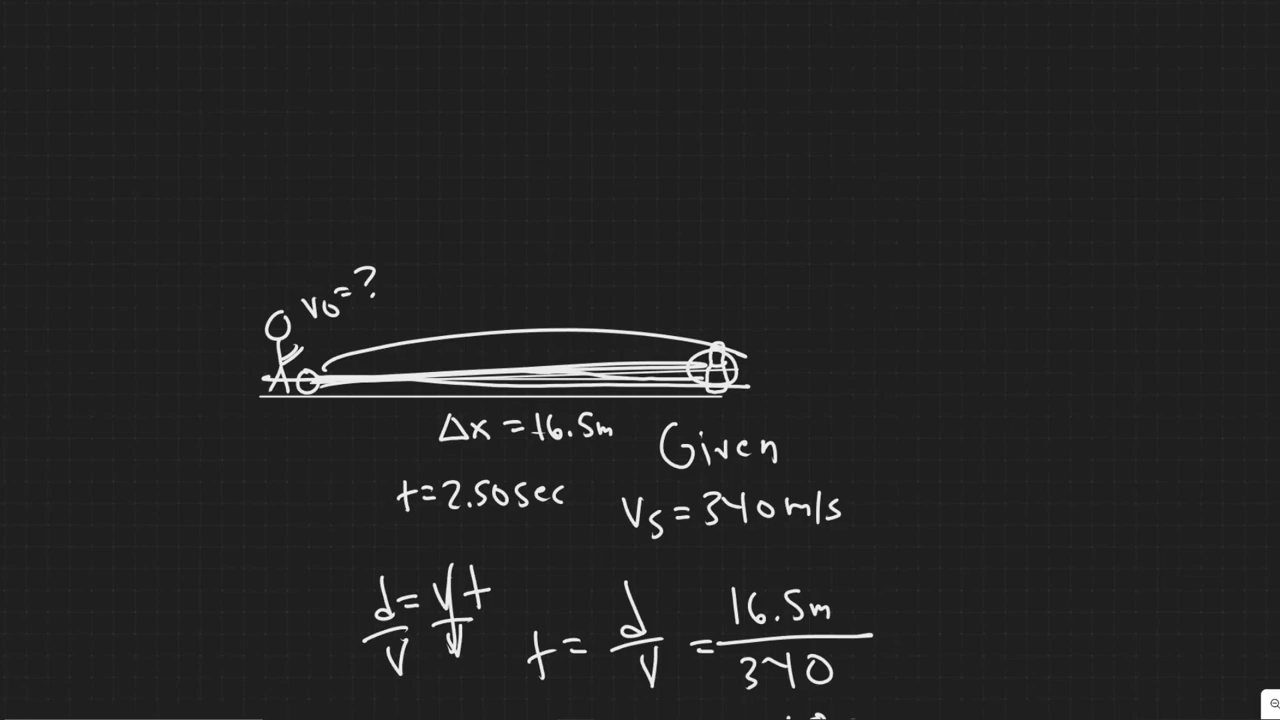 v0=?
Δx = 16.5m
Given
t=2.50sec
Vs = 340m/s
d = vt
v v
t = d/v = 16.5m/340